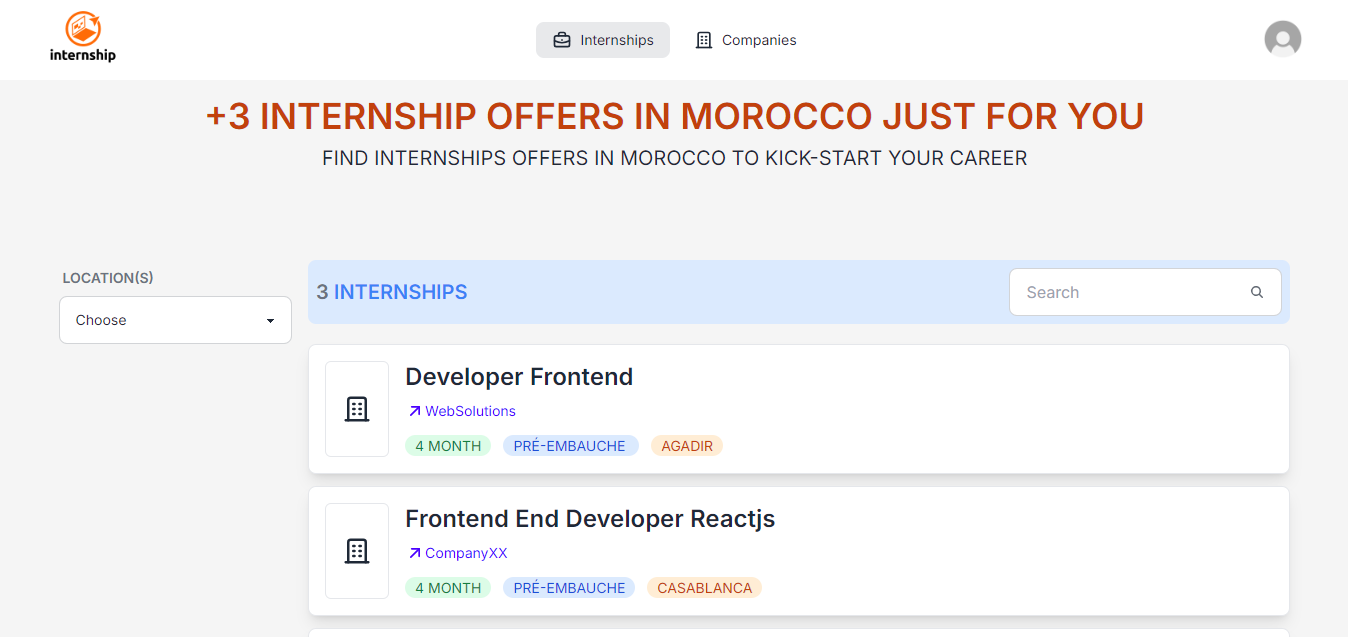 internship
Internships
Companies
+3 INTERNSHIP OFFERS IN MOROCCO JUST FOR YOU
FIND INTERNSHIPS OFFERS IN MOROCCO TO KICK-START YOUR CAREER
LOCATION(S)
Choose
3 INTERNSHIPS
Search
Developer Frontend
WebSolutions
4 MONTH PRÉ-EMBAUCHE AGADIR
Frontend End Developer Reactjs
CompanyXX
4 MONTH PRÉ-EMBAUCHE CASABLANCA